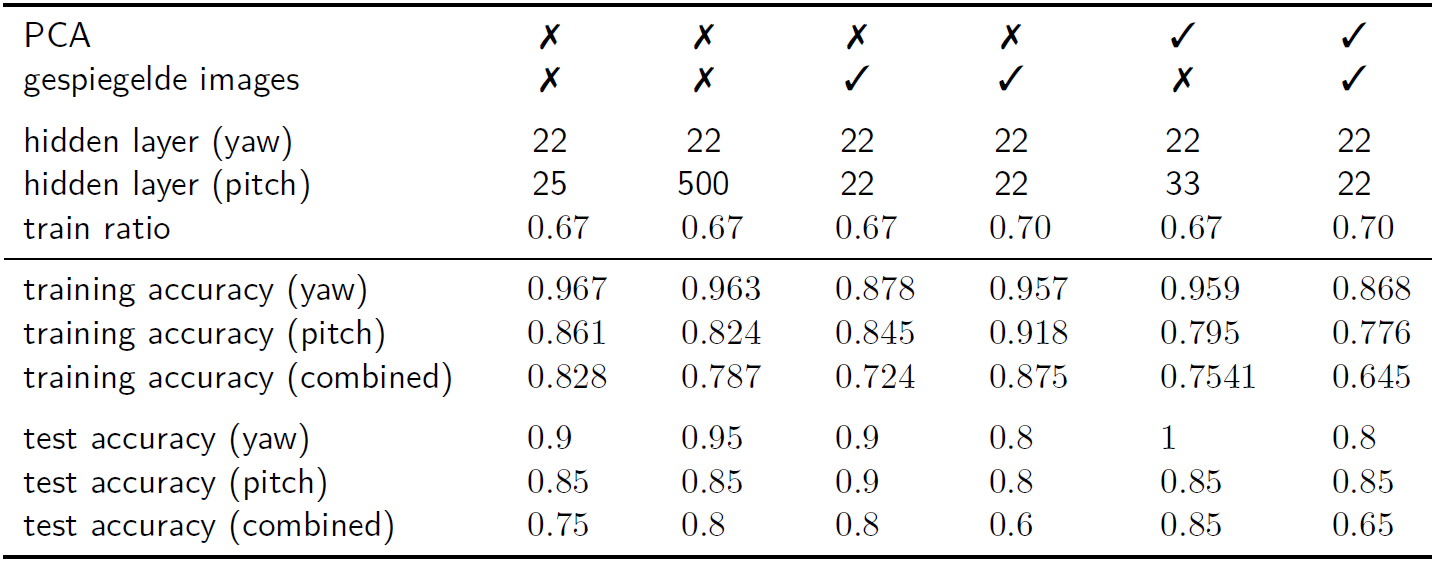 PCA ✗ ✗ ✗ ✗ ✓ ✓
gespiegelde images ✗ ✗ ✓ ✓ ✗ ✓
hidden layer (yaw) 22 22 22 22 22 22
hidden layer (pitch) 25 500 22 22 33 22
train ratio 0.67 0.67 0.67 0.70 0.67 0.70
training accuracy (yaw) 0.967 0.963 0.878 0.957 0.959 0.868
training accuracy (pitch) 0.861 0.824 0.845 0.918 0.795 0.776
training accuracy (combined) 0.828 0.787 0.724 0.875 0.7541 0.645
test accuracy (yaw) 0.9 0.95 0.9 0.8 1 0.8
test accuracy (pitch) 0.85 0.85 0.9 0.8 0.85 0.85
test accuracy (combined) 0.75 0.8 0.8 0.6 0.85 0.65